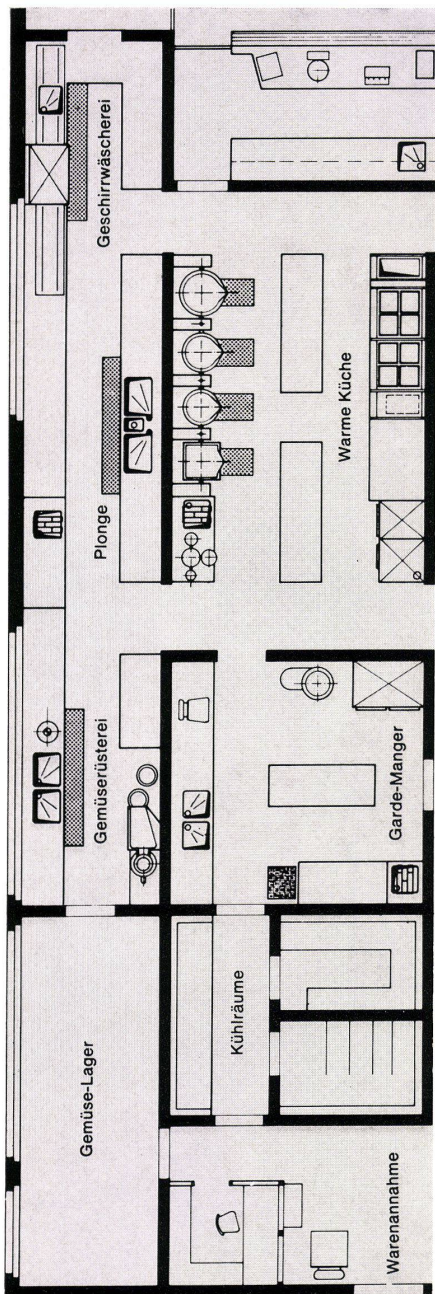 Gemüse-Lager
Gemüserüsterei
Plonge
Geschirrwäscherei
Kühlräume
Warenannahme
Garde-Manger
Warme Küche